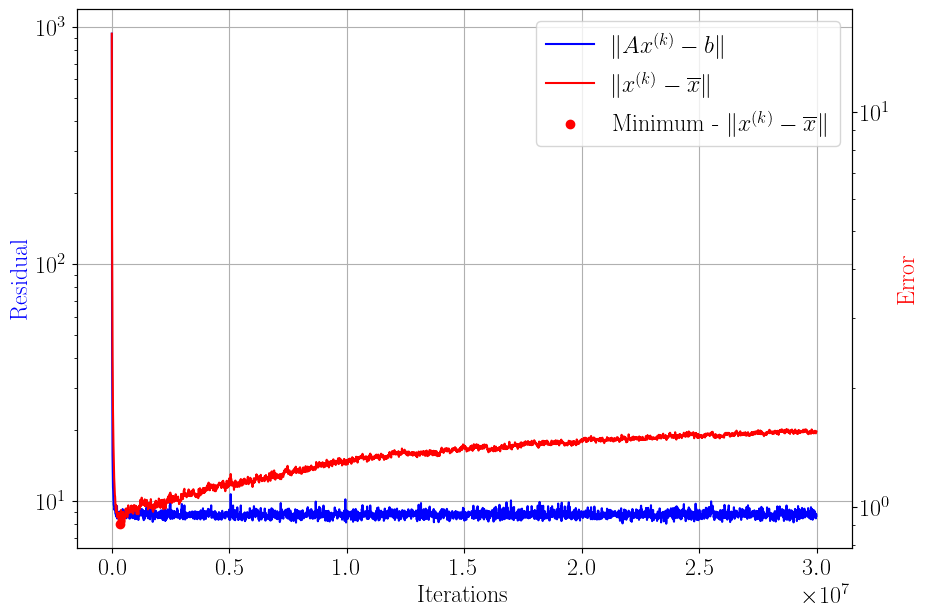 10³
10²
10¹
Residual
‖Ax⁽ᵏ⁾ − b‖
‖x⁽ᵏ⁾ − x̅‖
Minimum - ‖x⁽ᵏ⁾ − x̅‖
10¹
10⁰
Error
0.0 0.5 1.0 1.5 2.0 2.5 3.0
Iterations
×10⁷